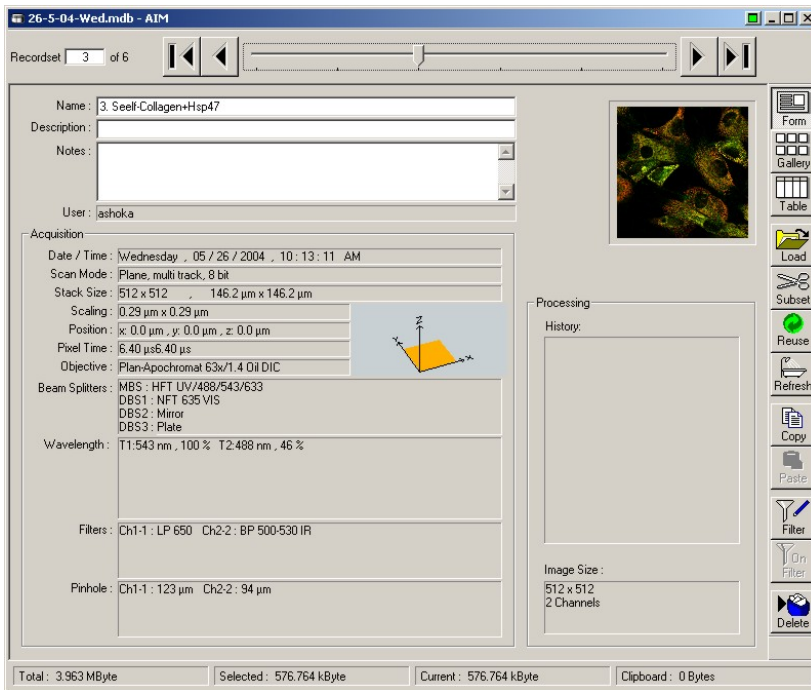 26-5-04-Wed.mdb - AIM
Recordset 3 of 6
Name : 3. Seelf-Collagen+Hsp47
Description :
Notes :
User : ashoka
Acquisition
Date / Time : Wednesday , 05 / 26 / 2004 , 10 : 13 : 11 AM
Scan Mode : Plane, multi track, 8 bit
Stack Size : 512 x 512 , 146.2 µm x 146.2 µm
Scaling : 0.29 µm x 0.29 µm
Position : x: 0.0 µm , y: 0.0 µm , z: 0.0 µm
Pixel Time : 6.40 µs6.40 µs
Objective : Plan-Apochromat 63x/1.4 Oil DIC
Z
Y
X
Beam Splitters : MBS : HFT UV/488/543/633
DBS1 : NFT 635 VIS
DBS2 : Mirror
DBS3 : Plate
Wavelength : T1:543 nm , 100 % T2:488 nm , 46 %
Filters : Ch1-1 : LP 650 Ch2-2 : BP 500-530 IR
Pinhole : Ch1-1 : 123 µm Ch2-2 : 94 µm
Processing
History:
Image Size :
512 x 512
2 Channels
Form
Gallery
Table
Load
Subset
Reuse
Refresh
Copy
Paste
Filter
On
Filter
Delete
Total : 3.963 MByte
Selected : 576.764 kByte
Current : 576.764 kByte
Clipboard : 0 Bytes